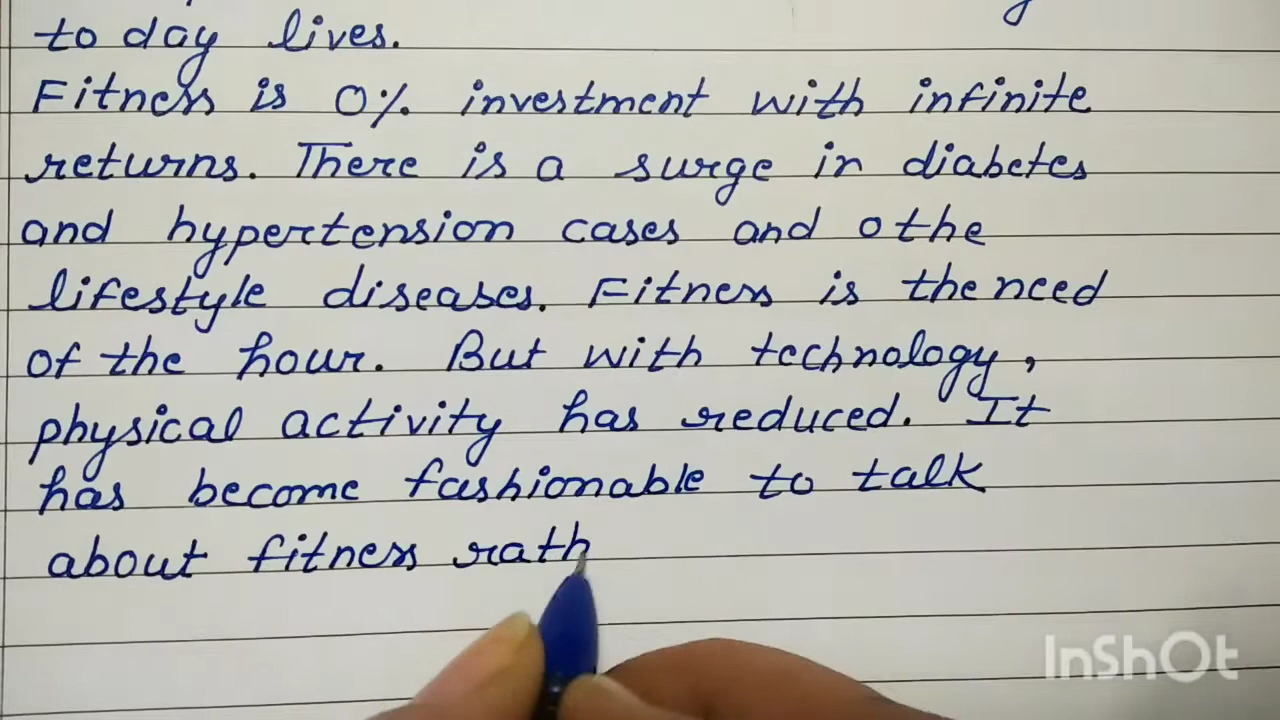 to day lives.
Fitness is 0% investment with infinite
returns. There is a surge in diabetes
and hypertension cases and othe
lifestyle diseases. Fitness is the need
of the hour. But with technology,
physical activity has reduced. It
has become fashionable to talk
about fitness rath
InShOt